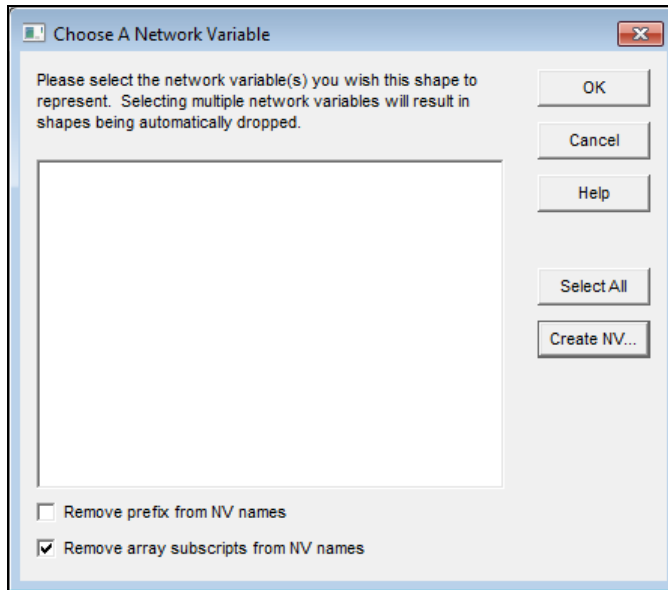 Choose A Network Variable
Please select the network variable(s) you wish this shape to
represent. Selecting multiple network variables will result in
shapes being automatically dropped.
OK
Cancel
Help
Select All
Create NV...
Remove prefix from NV names
Remove array subscripts from NV names